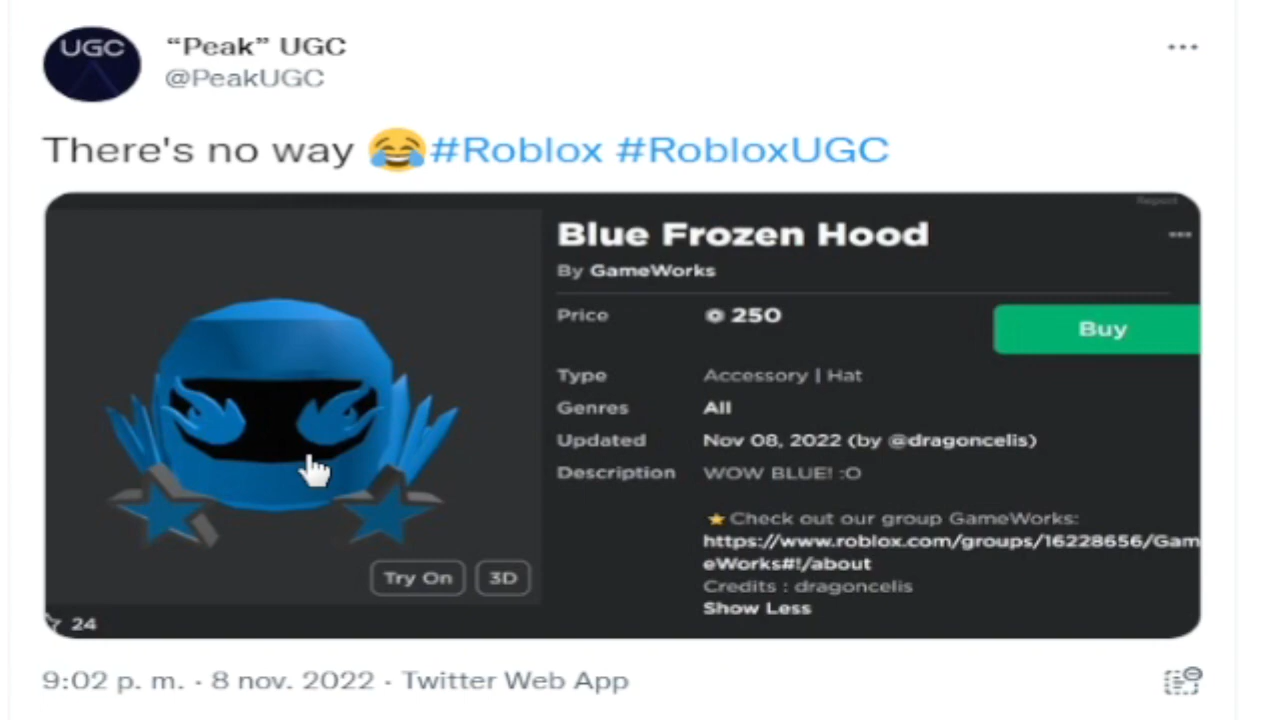 UGC
“Peak” UGC
@PeakUGC
There's no way 😂#Roblox #RobloxUGC
Report
Blue Frozen Hood
By GameWorks
Price 250
Buy
Type Accessory | Hat
Genres All
Updated Nov 08, 2022 (by @dragoncelis)
Description WOW BLUE! :O
⭐Check out our group GameWorks:
https://www.roblox.com/groups/16228656/Gam
eWorks#!/about
Credits : dragoncelis
Show Less
Try On 3D
24
9:02 p. m. · 8 nov. 2022 · Twitter Web App